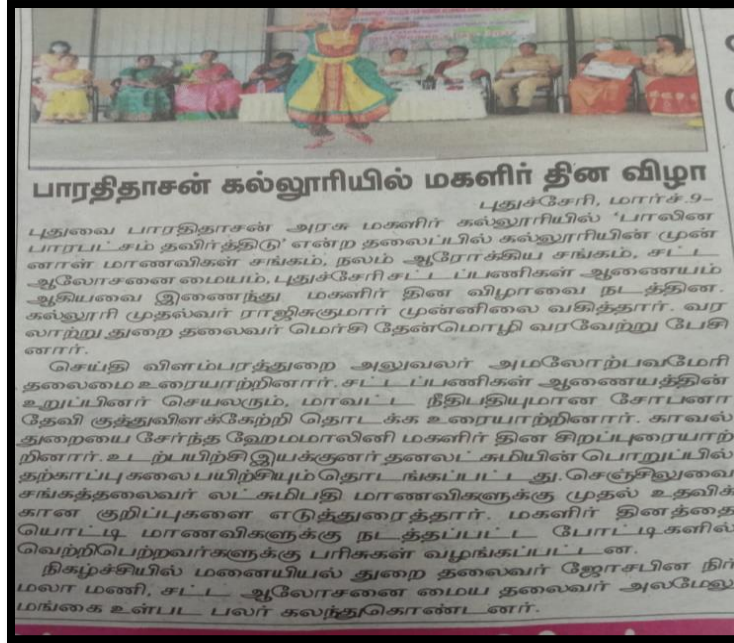 பாரதிதாசன் கல்லூரியில் மகளிர் தின விழா
புதுச்சேரி, மார்ச்.9–
புதுவை பாரதிதாசன் அரசு மகளிர் கல்லூரியில் ‘பாலின
பாரபட்சம் தவிர்த்திடு’ என்ற தலைப்பில் கல்லூரியின் முன்
னாள் மாணவிகள் சங்கம், நலம் ஆரோக்கிய சங்கம், சட்ட
ஆலோசனை மையம், புதுச்சேரி சட்டப்பணிகள் ஆணையம்
ஆகியவை இணைந்து மகளிர் தின விழாவை நடத்தின.
கல்லூரி முதல்வர் ராஜிசுகுமார் முன்னிலை வகித்தார். வர
லாற்று துறை தலைவர் மெர்சி தேன்மொழி வரவேற்று பேசி
னார்.
செய்தி விளம்பரத்துறை அலுவலர் அமலோற்பவமேரி
தலைமை உரையாற்றினார். சட்டப்பணிகள் ஆணையத்தின்
உறுப்பினர் செயலரும், மாவட்ட நீதிபதியுமான சோபனா
தேவி குத்துவிளக்கேற்றி தொடக்க உரையாற்றினார். காவல்
துறையை சேர்ந்த ஹேமமாலினி மகளிர் தின சிறப்புரையாற்
றினார். உடற்பயிற்சி இயக்குனர் தனலட்சுமியின் பொறுப்பில்
தற்காப்பு கலை பயிற்சியும் தொடங்கப்பட்டது. செஞ்சிலுவை
சங்கத்தலைவர் லட்சுமிபதி மாணவிகளுக்கு முதல் உதவிக்
கான குறிப்புகளை எடுத்துரைத்தார். மகளிர் தினத்தை
யொட்டி மாணவிகளுக்கு நடத்தப்பட்ட போட்டிகளில்
வெற்றிபெற்றவர்களுக்கு பரிசுகள் வழங்கப்பட்டன.
நிகழ்ச்சியில் மனையியல் துறை தலைவர் ஜோசபின் நிர்
மலா மணி, சட்ட ஆலோசனை மைய தலைவர் அலமேலு
மங்கை உள்பட பலர் கலந்துகொண்டனர்.